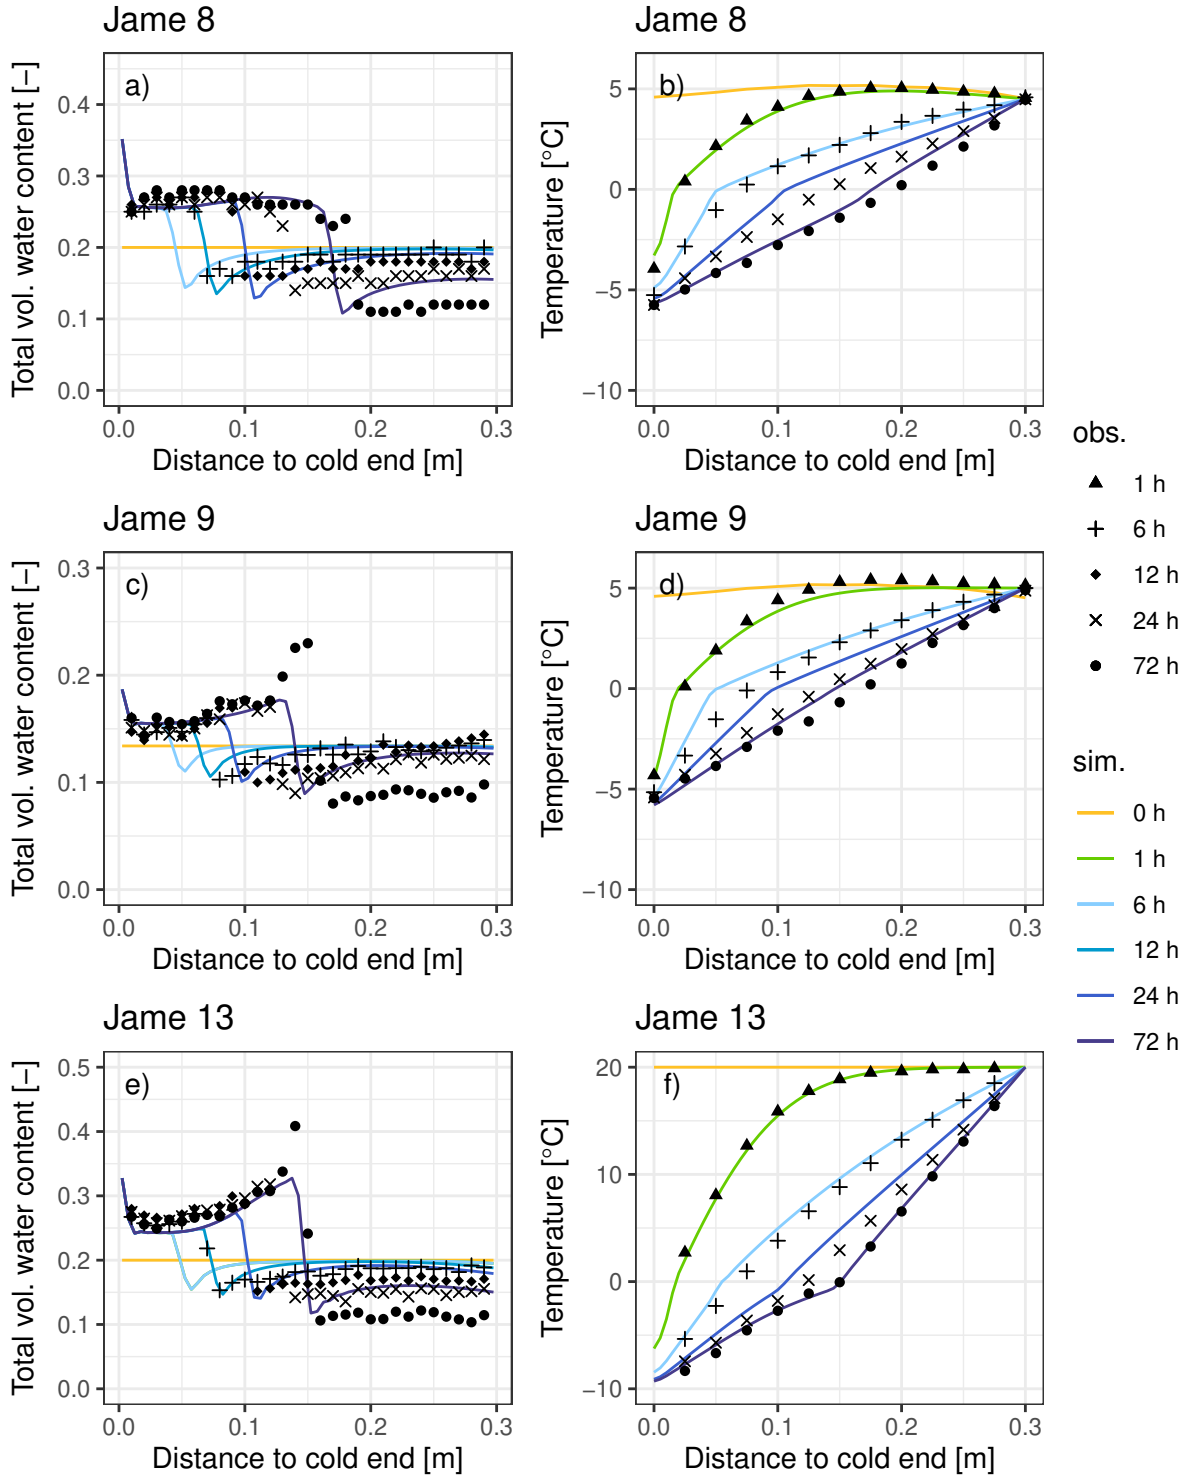 Jame 8
Jame 8
a)
b)
Total vol. water content [−]
0.4
0.3
0.2
0.1
0.0
0.0 0.1 0.2 0.3
Distance to cold end [m]
Temperature [°C]
5
0
−5
−10
0.0 0.1 0.2 0.3
Distance to cold end [m]
Jame 9
Jame 9
c)
d)
Total vol. water content [−]
0.3
0.2
0.1
0.0
0.0 0.1 0.2 0.3
Distance to cold end [m]
Temperature [°C]
5
0
−5
−10
0.0 0.1 0.2 0.3
Distance to cold end [m]
Jame 13
Jame 13
e)
f)
Total vol. water content [−]
0.5
0.4
0.3
0.2
0.1
0.0
0.0 0.1 0.2 0.3
Distance to cold end [m]
Temperature [°C]
20
10
0
−10
0.0 0.1 0.2 0.3
Distance to cold end [m]
obs.
1 h
6 h
12 h
24 h
72 h
sim.
0 h
1 h
6 h
12 h
24 h
72 h